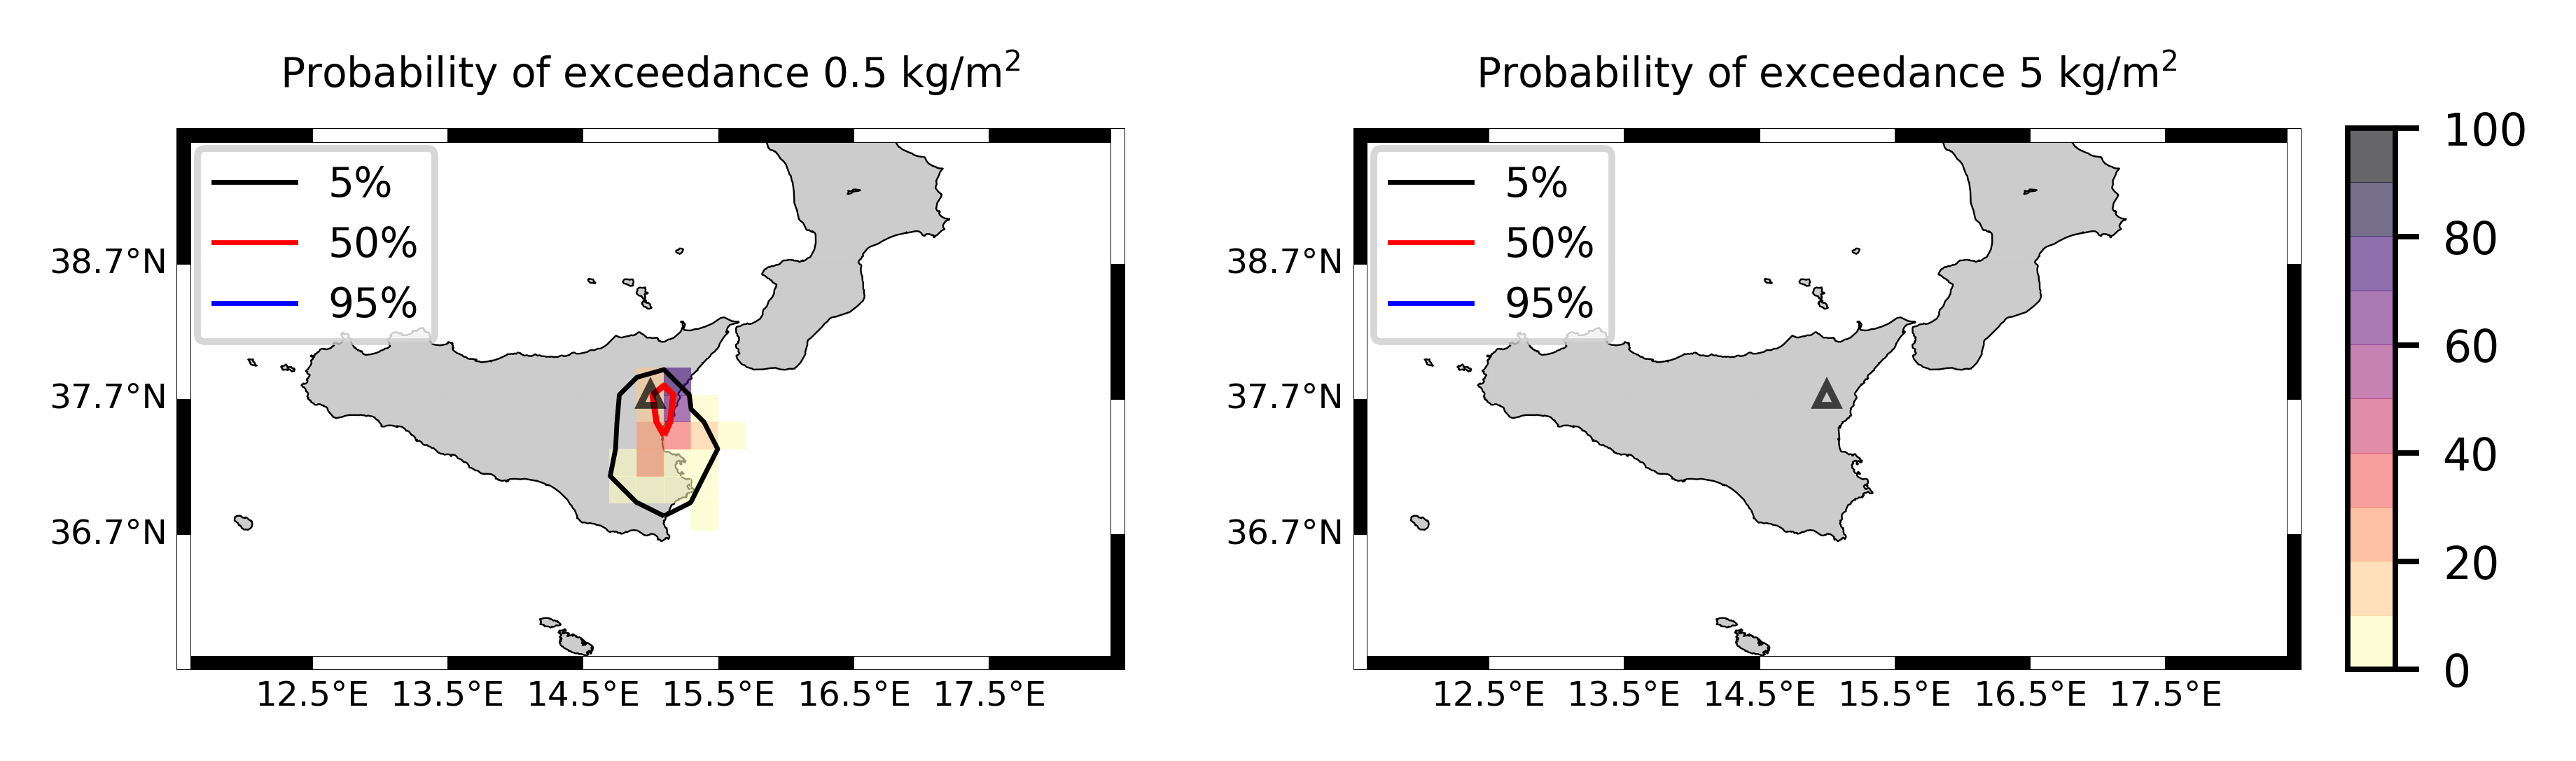 Probability of exceedance 0.5 kg/m²
5%
50%
95%
38.7°N
37.7°N
36.7°N
12.5°E 13.5°E 14.5°E 15.5°E 16.5°E 17.5°E
Probability of exceedance 5 kg/m²
5%
50%
95%
38.7°N
37.7°N
36.7°N
12.5°E 13.5°E 14.5°E 15.5°E 16.5°E 17.5°E
100
80
60
40
20
0